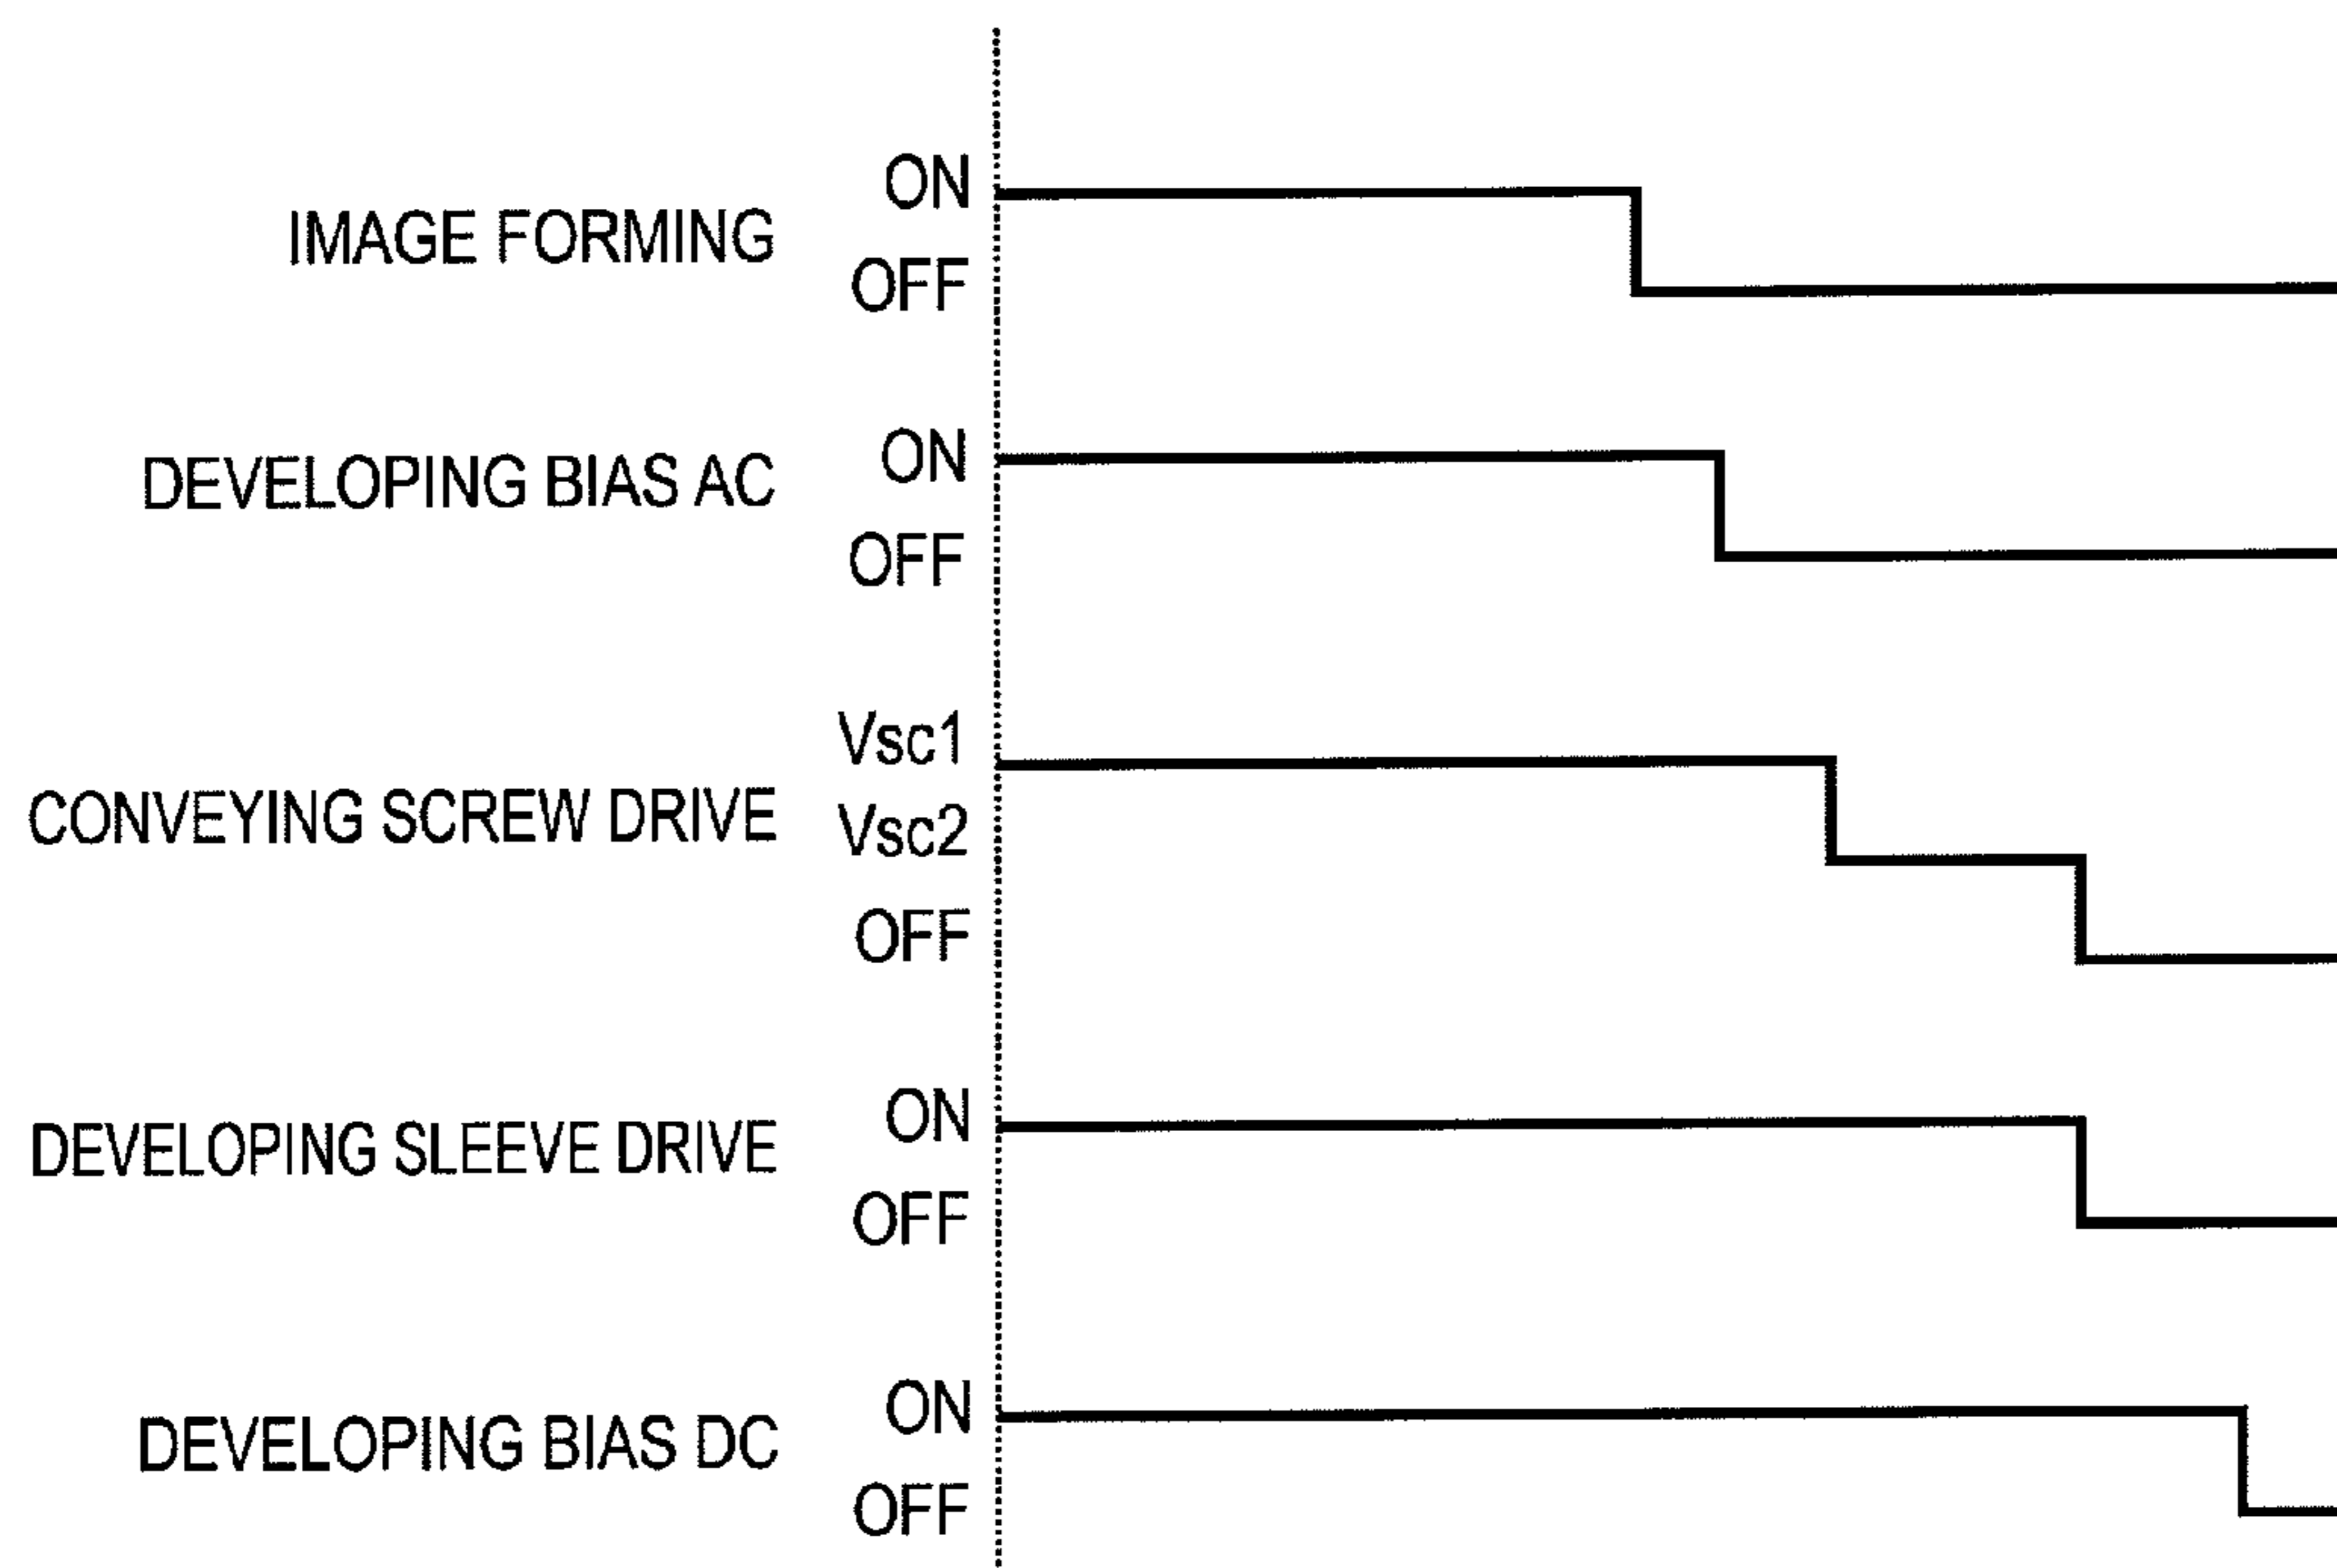 ON
IMAGE FORMING
OFF
ON
DEVELOPING BIAS AC
OFF
Vsc1
CONVEYING SCREW DRIVE Vsc2
OFF
ON
DEVELOPING SLEEVE DRIVE
OFF
ON
DEVELOPING BIAS DC
OFF